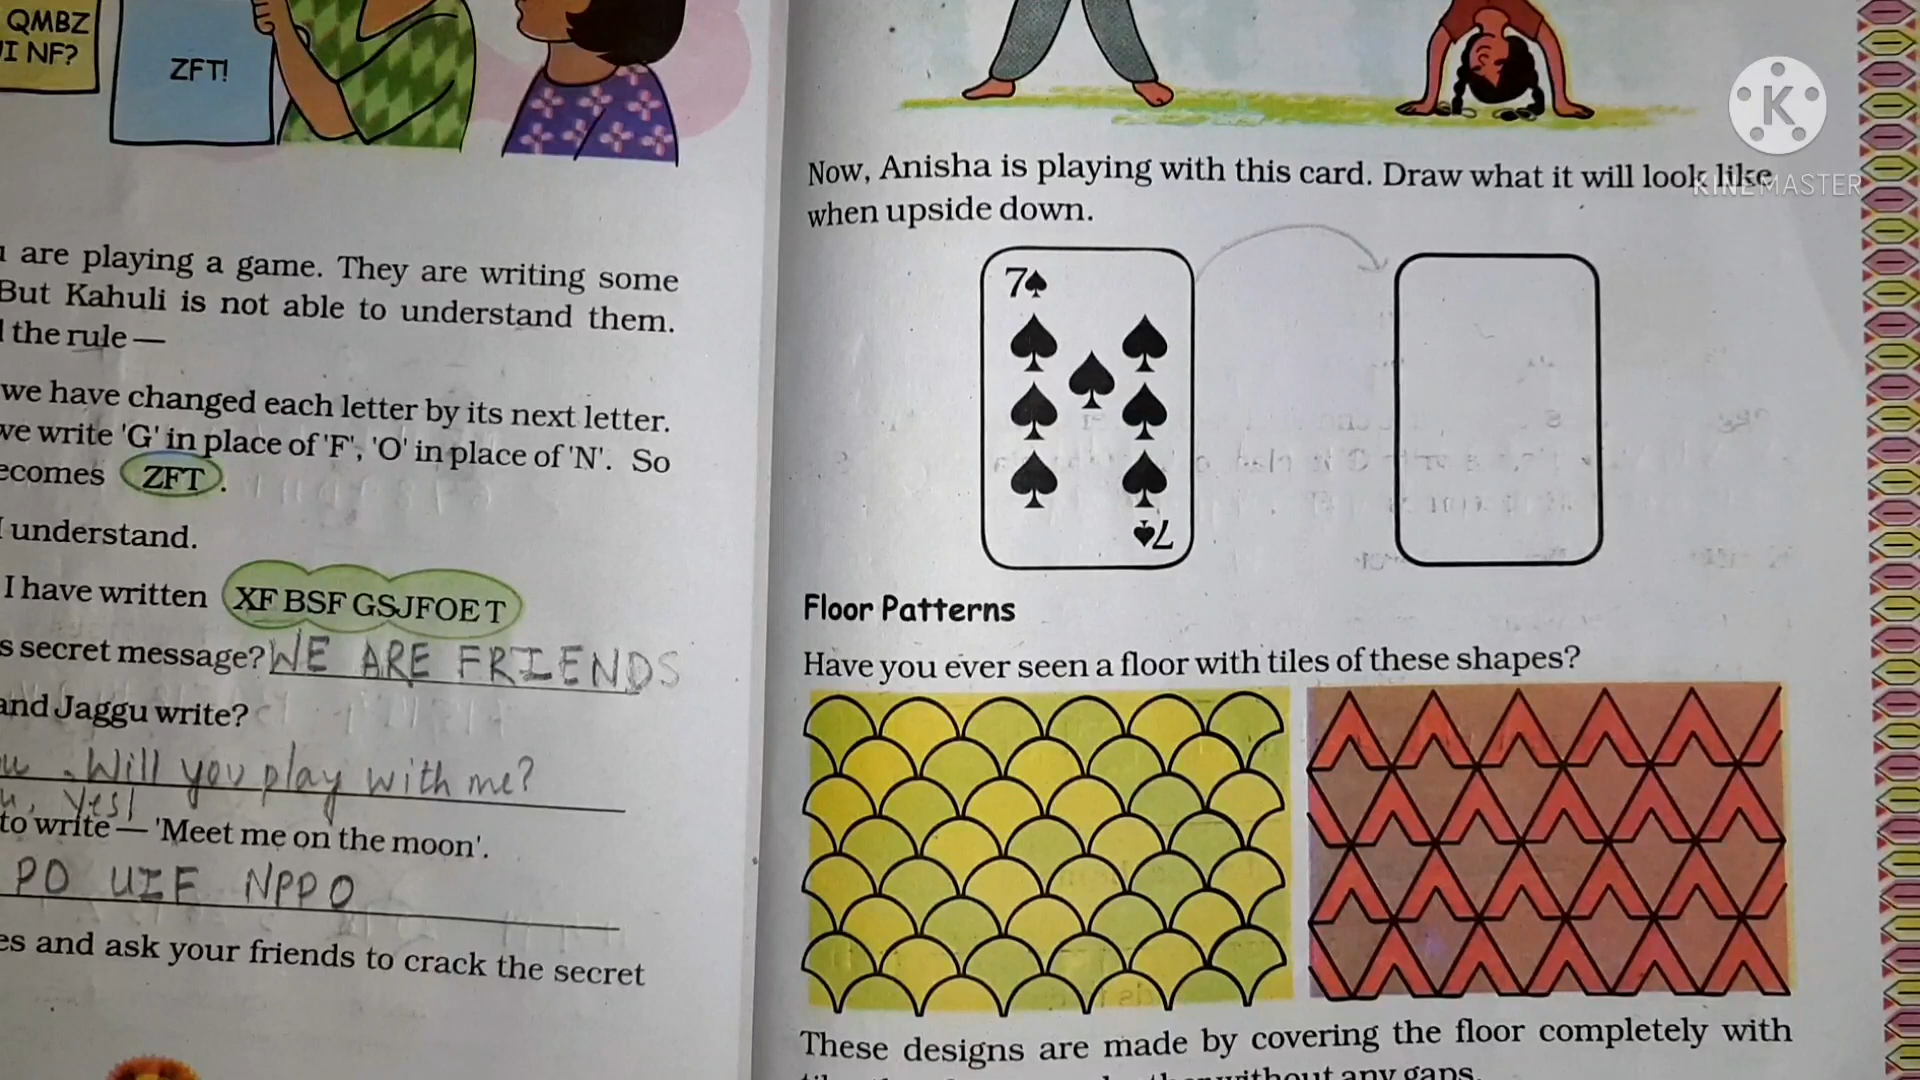 QMBZ
NF?
ZFT!
are playing a game. They are writing some
But Kahuli is not able to understand them.
the rule —
we have changed each letter by its next letter.
we write 'G' in place of 'F', 'O' in place of 'N'. So
ZFT.
I understand.
I have written XF BSF GSJFOE T
secret message? WE ARE FRIENDS
and Jaggu write?
Will you play with me?
yes!
to write — 'Meet me on the moon'.
PO UIF NPPO
and ask your friends to crack the secret
K
KINEMASTER
Now, Anisha is playing with this card. Draw what it will look like
when upside down.
7♠
7♠
Floor Patterns
Have you ever seen a floor with tiles of these shapes?
These designs are made by covering the floor completely with
without any gaps.